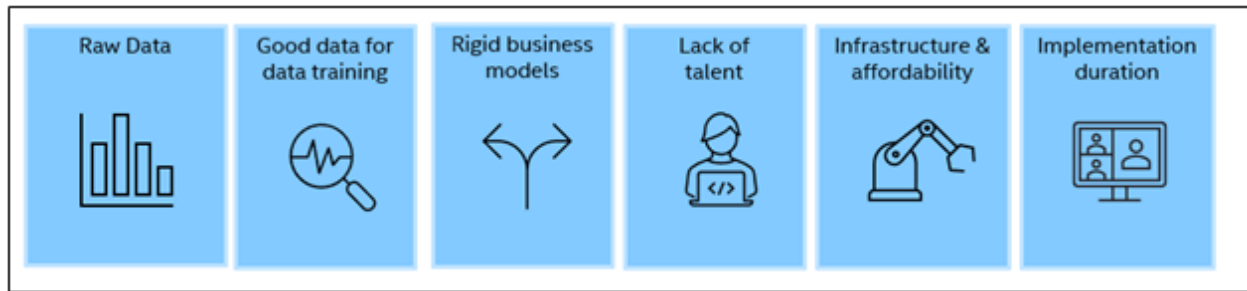 Raw Data
Good data for
data training
Rigid business
models
Lack of
talent
</>
Infrastructure &
affordability
Implementation
duration